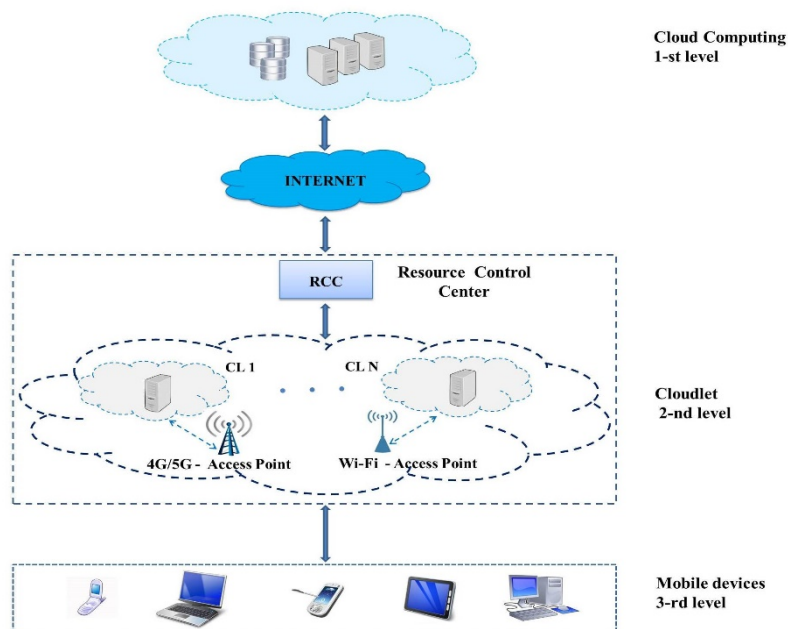 Cloud Computing
1-st level
INTERNET
RCC
Resource Control
Center
CL 1
CL N
Cloudlet
2-nd level
4G/5G - Access Point
Wi-Fi - Access Point
Mobile devices
3-rd level